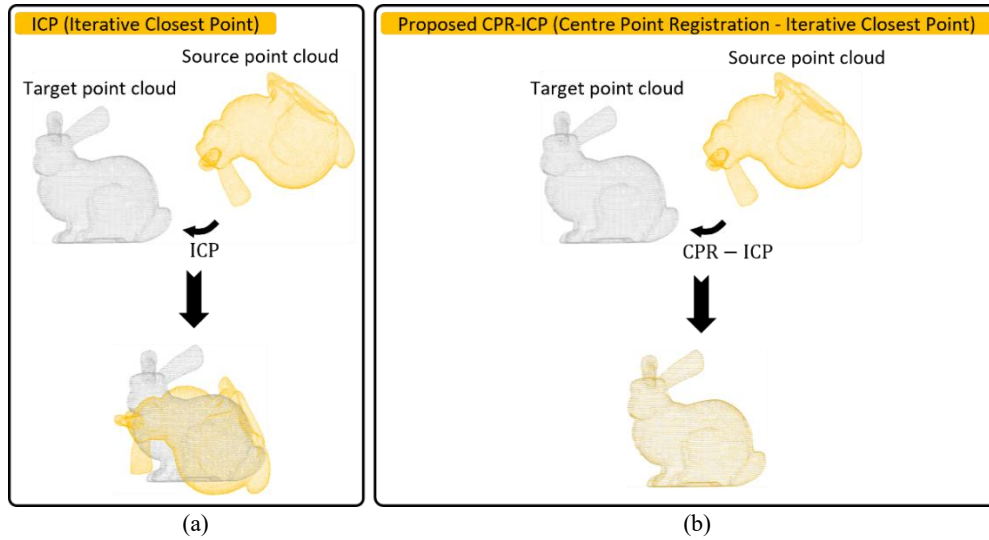 ICP (Iterative Closest Point)
Source point cloud
Target point cloud
ICP
(a)
Proposed CPR-ICP (Centre Point Registration - Iterative Closest Point)
Source point cloud
Target point cloud
CPR − ICP
(b)